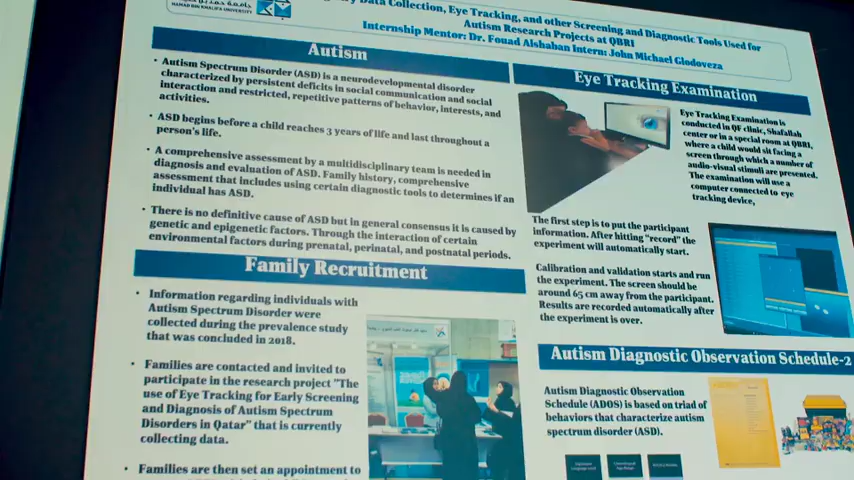 HAMAD BIN KHALIFA UNIVERSITY
Data Collection, Eye Tracking, and other Screening and Diagnostic Tools Used for
Autism Research Projects at QBRI
Internship Mentor: Dr. Fouad Alshaban Intern: John Michael Glodoveza
Autism
• Autism Spectrum Disorder (ASD) is a neurodevelopmental disorder
characterized by persistent deficits in social communication and social
interaction and restricted, repetitive patterns of behavior, interests, and
activities.
• ASD begins before a child reaches 3 years of life and last throughout a
person's life.
• A comprehensive assessment by a multidisciplinary team is needed in
diagnosis and evaluation of ASD. Family history, comprehensive
assessment that includes using certain diagnostic tools to determines if an
individual has ASD.
• There is no definitive cause of ASD but in general consensus it is caused by
genetic and epigenetic factors. Through the interaction of certain
environmental factors during prenatal, perinatal, and postnatal periods.
Family Recruitment
• Information regarding individuals with
Autism Spectrum Disorder were
collected during the prevalence study
that was concluded in 2018.
• Families are contacted and invited to
participate in the research project "The
use of Eye Tracking for Early Screening
and Diagnosis of Autism Spectrum
Disorders in Qatar" that is currently
collecting data.
• Families are then set an appointment to
Eye Tracking Examination
Eye Tracking Examination is
conducted in QF clinic, Shafallah
center or in a special room at QBRI,
where a child would sit facing a
screen through which a number of
audio-visual stimuli are presented.
The examination will use a
computer connected to eye
tracking device,
The first step is to put the participant
information. After hitting "record" the
experiment will automatically start.
Calibration and validation starts and run
the experiment. The screen should be
around 65 cm away from the participant.
Results are recorded automatically after
the experiment is over.
Autism Diagnostic Observation Schedule-2
Autism Diagnostic Observation
Schedule (ADOS) is based on triad of
behaviors that characterize autism
spectrum disorder (ASD).